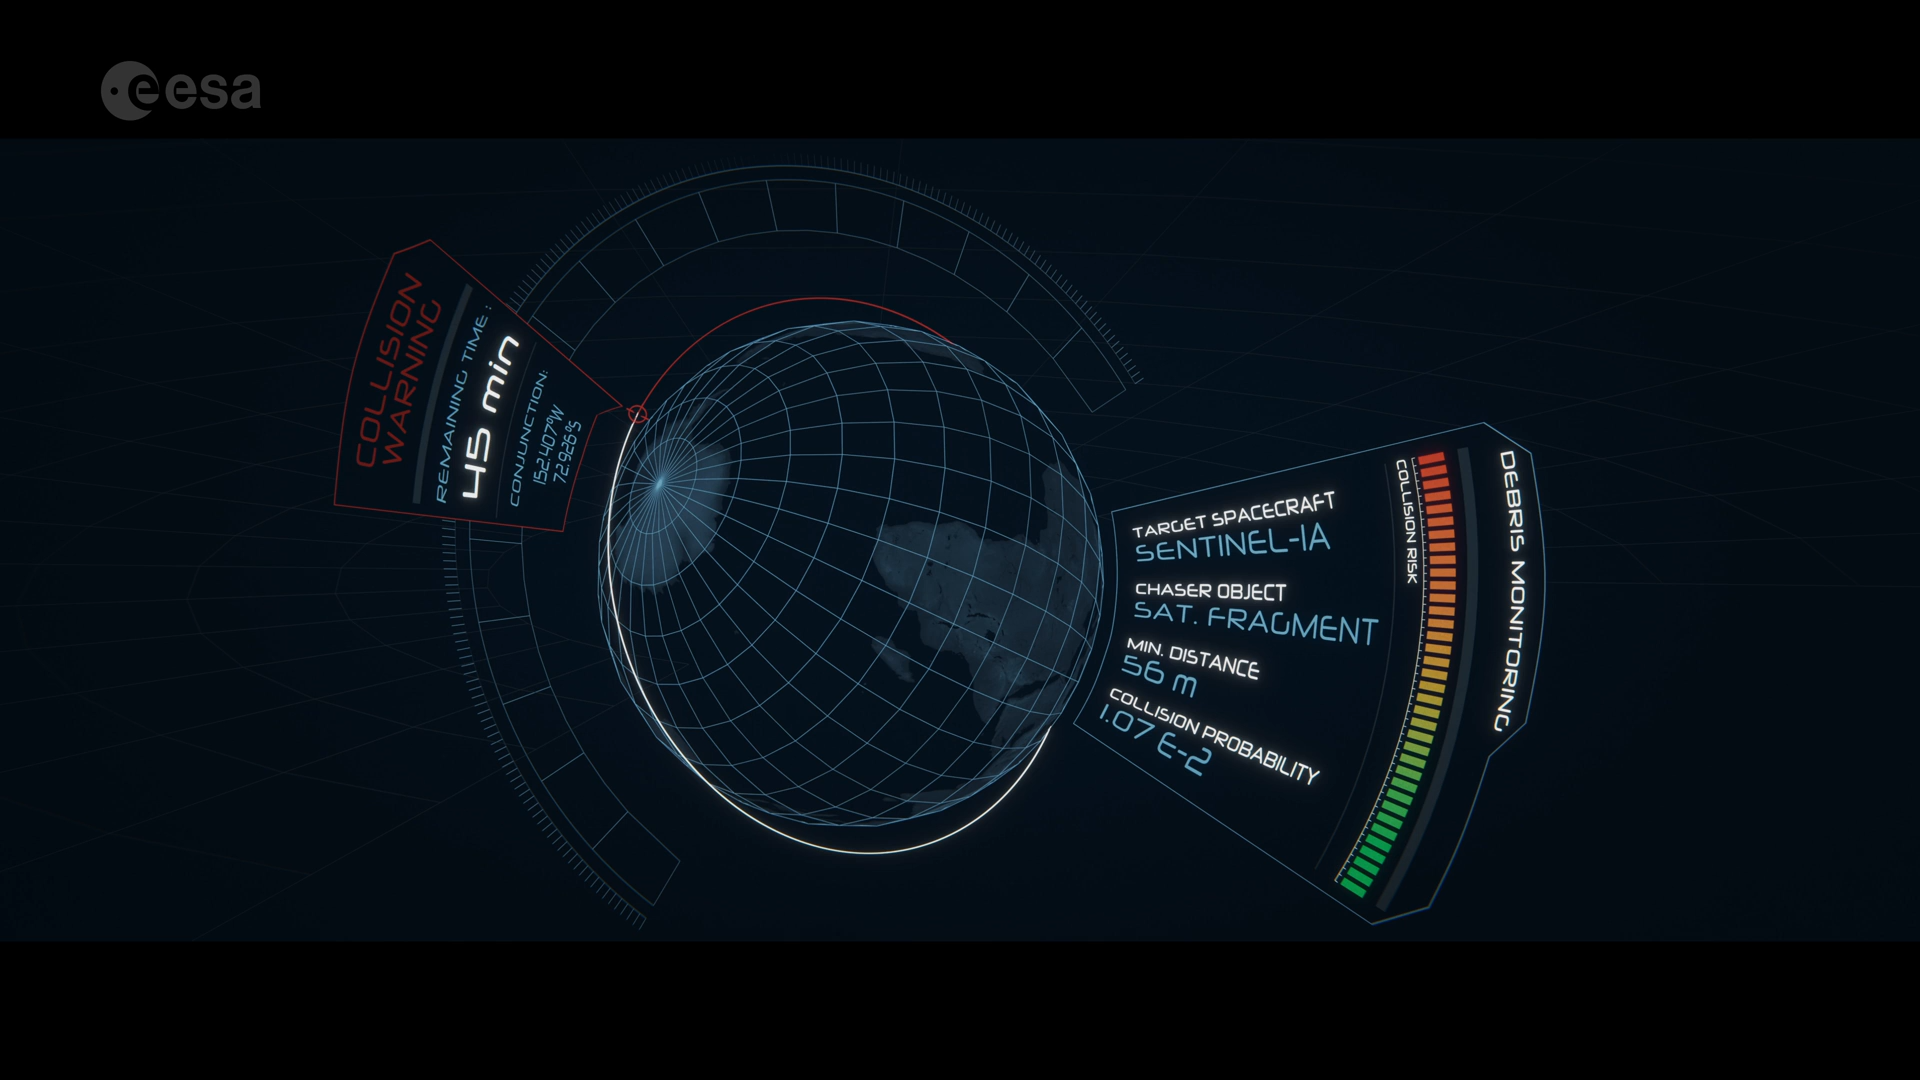 esa
COLLISION
WARNING
REMAINING TIME :
45 min
CONJUNCTION:
152.407°W
72.926°S
TARGET SPACECRAFT
SENTINEL-1A
CHASER OBJECT
SAT. FRAGMENT
MIN. DISTANCE
56 m
COLLISION PROBABILITY
1.07 E-2
COLLISION RISK
DEBRIS MONITORING